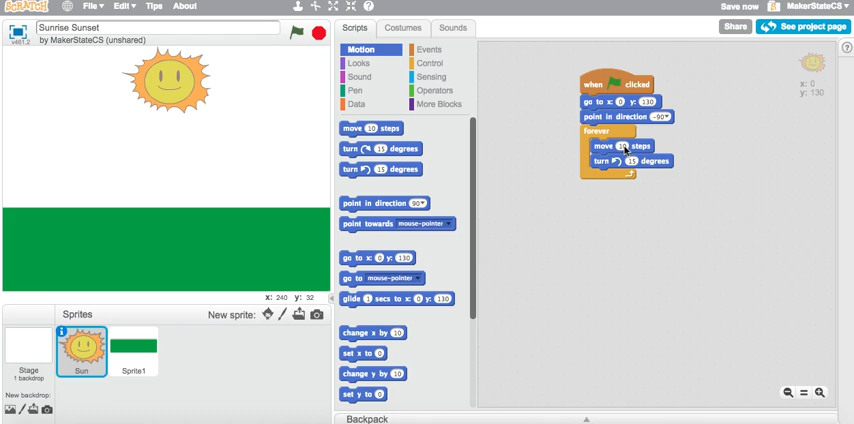 SCRATCH File Edit Tips About Save now MakerStateCS
v461.2 Sunrise Sunset
by MakerStateCS (unshared)
Share See project page
Scripts Costumes Sounds
Motion Events
Looks Control
Sound Sensing
Pen Operators
Data More Blocks
move 10 steps
turn 15 degrees
turn 15 degrees
point in direction 90
point towards mouse-pointer
go to x: 0 y: 130
go to mouse-pointer
glide 1 secs to x: 0 y: 130
change x by 10
set x to 0
change y by 10
set y to 0
when clicked
go to x: 0 y: 130
point in direction -90
forever
move 10 steps
turn 15 degrees
x: 0
y: 130
x: 240 y: 32
Sprites New sprite:
Stage
1 backdrop
Sun Sprite1
New backdrop:
Backpack